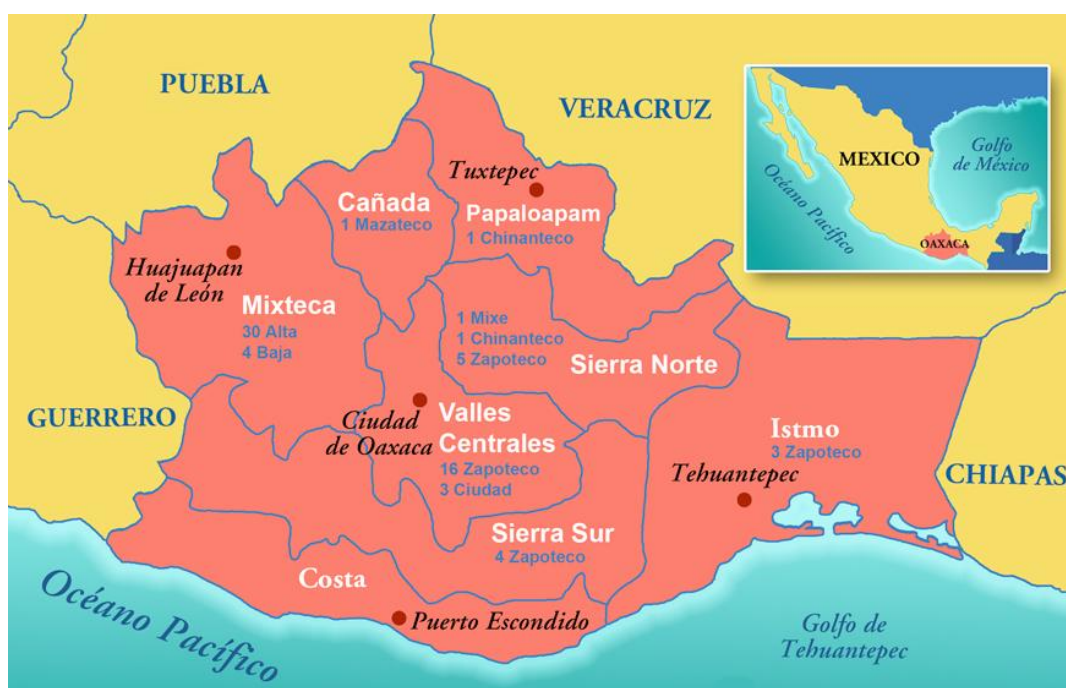 PUEBLA
VERACRUZ
Tuxtepec
Cañada
1 Mazateco
Papaloapam
1 Chinanteco
Huajuapan
de León
Mixteca
30 Alta
4 Baja
1 Mixe
1 Chinanteco
5 Zapoteco
Sierra Norte
GUERRERO
Ciudad
de Oaxaca
Valles
Centrales
16 Zapoteco
3 Ciudad
Istmo
3 Zapoteco
Tehuantepec
CHIAPAS
Sierra Sur
4 Zapoteco
Costa
Puerto Escondido
Océano Pacífico
Golfo de
Tehuantepec
MEXICO
Golfo
de México
Océano Pacífico
OAXACA